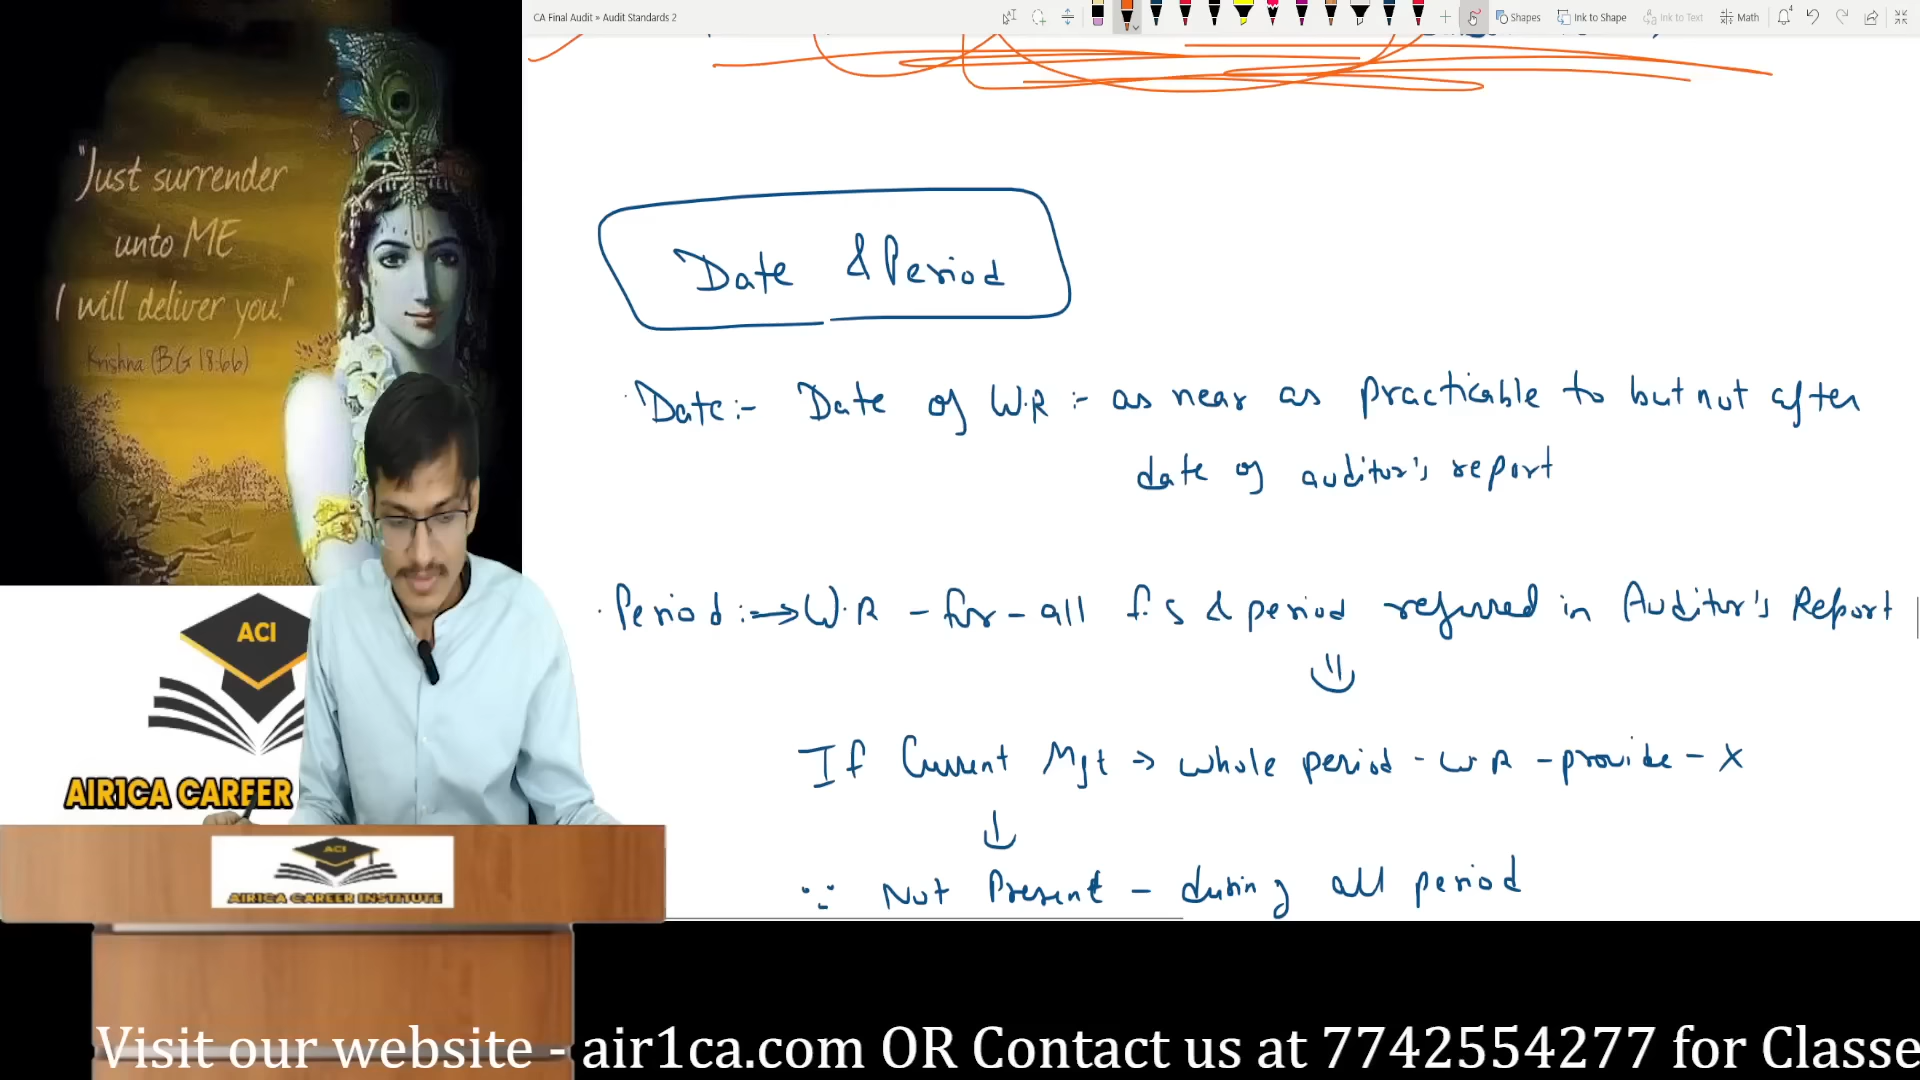 CA Final Audit » Audit Standards 2
Shapes
Ink to Shape
Ink to Text
Math
"Just surrender
unto ME
I will deliver you!"
Krishna (B.G 18:66)
Date & Period
Date:- Date of W.R :- as near as practicable to but not after
date of auditor's report
Period :→ W.R - for - all f.s & period referred in Auditor's Report
If Current Mgt → whole period - W R - provide - X
∵ Not Present - during all period
ACI
AIR1CA CAREER
ACI
AIR1CA CAREER INSTITUTE
Visit our website - air1ca.com OR Contact us at 7742554277 for Classe